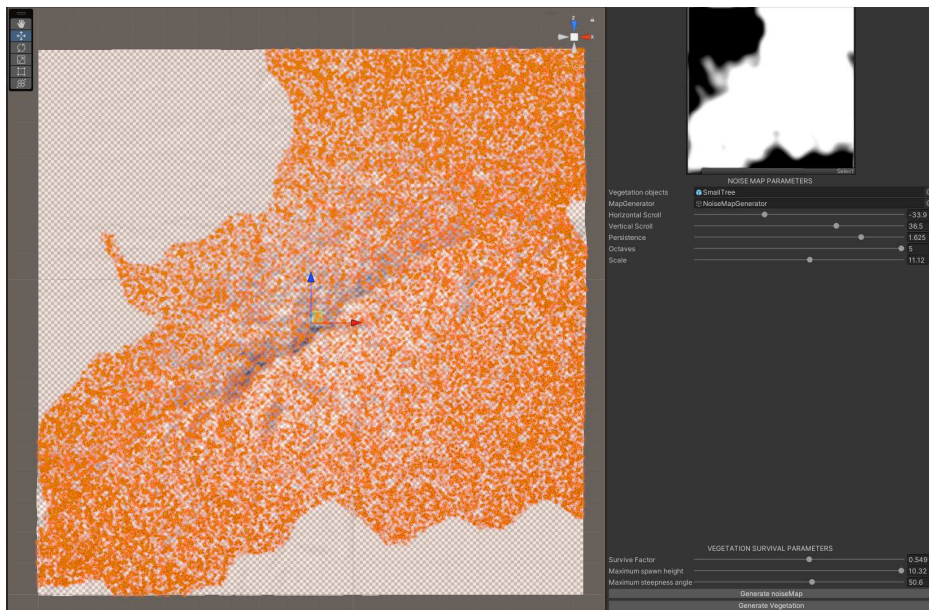 z
x
Select
NOISE MAP PARAMETERS
Vegetation objects SmallTree
MapGenerator NoiseMapGenerator
Horizontal Scroll -33.9
Vertical Scroll 36.5
Persistence 1.625
Octaves 5
Scale 11.12
VEGETATION SURVIVAL PARAMETERS
Survive Factor 0.549
Maximum spawn height 10.32
Maximum steepness angle 50.6
Generate noiseMap
Generate Vegetation